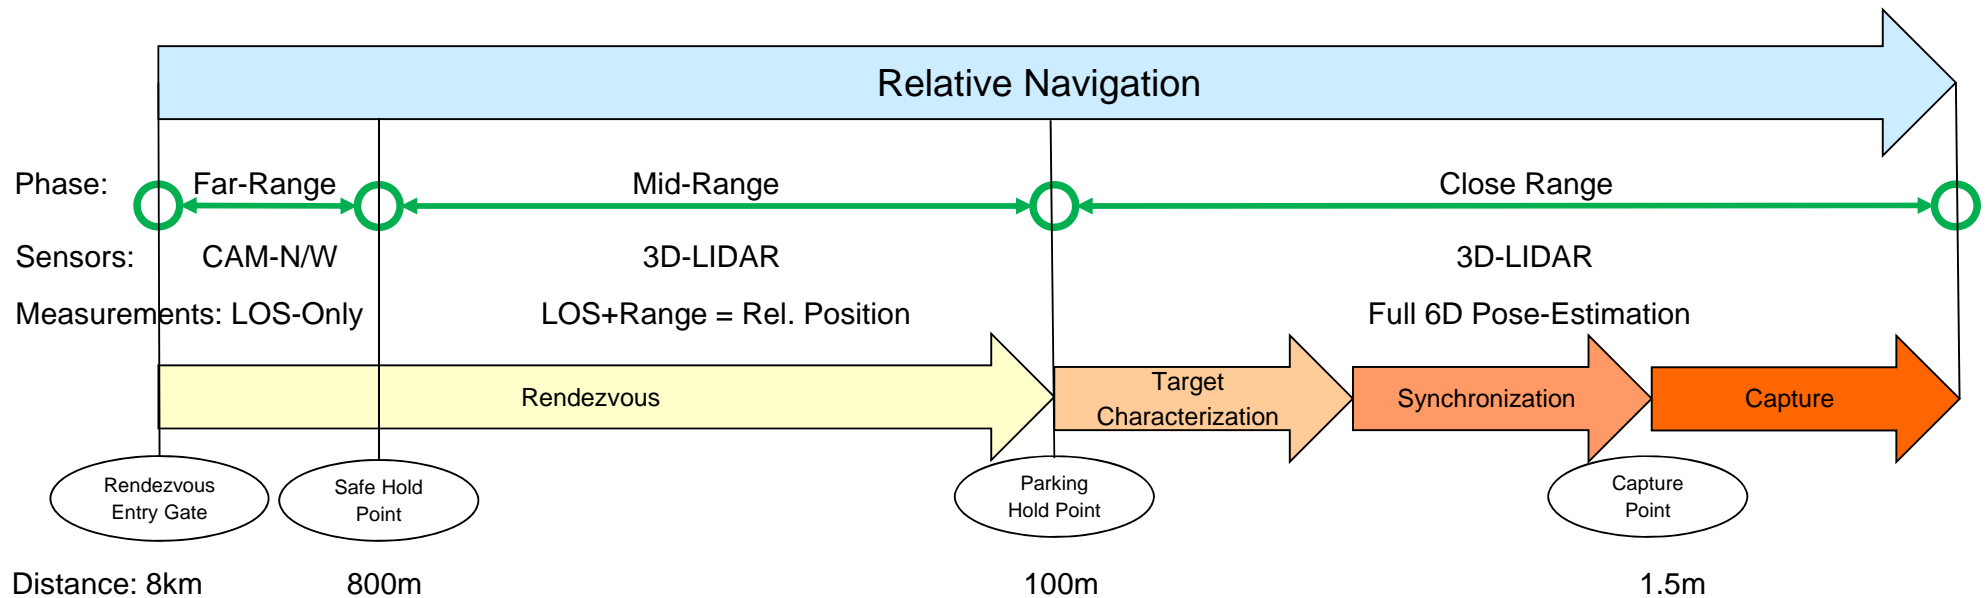 Relative Navigation
Phase: Far-Range Mid-Range Close Range
Sensors: CAM-N/W 3D-LIDAR 3D-LIDAR
Measurements: LOS-Only LOS+Range = Rel. Position Full 6D Pose-Estimation
Rendezvous
Target
Characterization
Synchronization
Capture
Rendezvous
Entry Gate
Safe Hold
Point
Parking
Hold Point
Capture
Point
Distance: 8km 800m 100m 1.5m